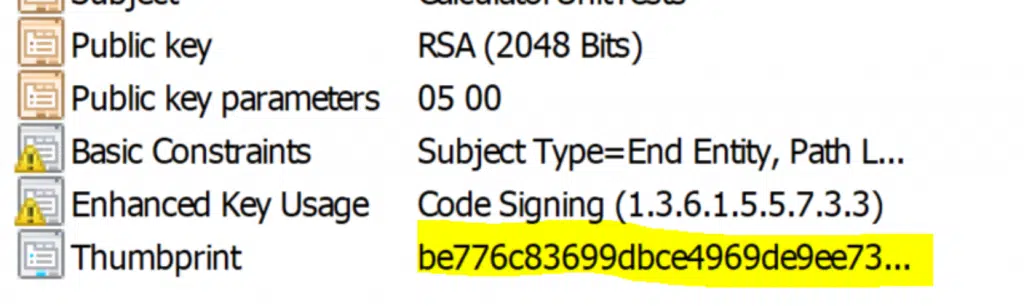 Subject CalculatorUnitTests
Public key RSA (2048 Bits)
Public key parameters 05 00
Basic Constraints Subject Type=End Entity, Path L...
Enhanced Key Usage Code Signing (1.3.6.1.5.5.7.3.3)
Thumbprint be776c83699dbce4969de9ee73...